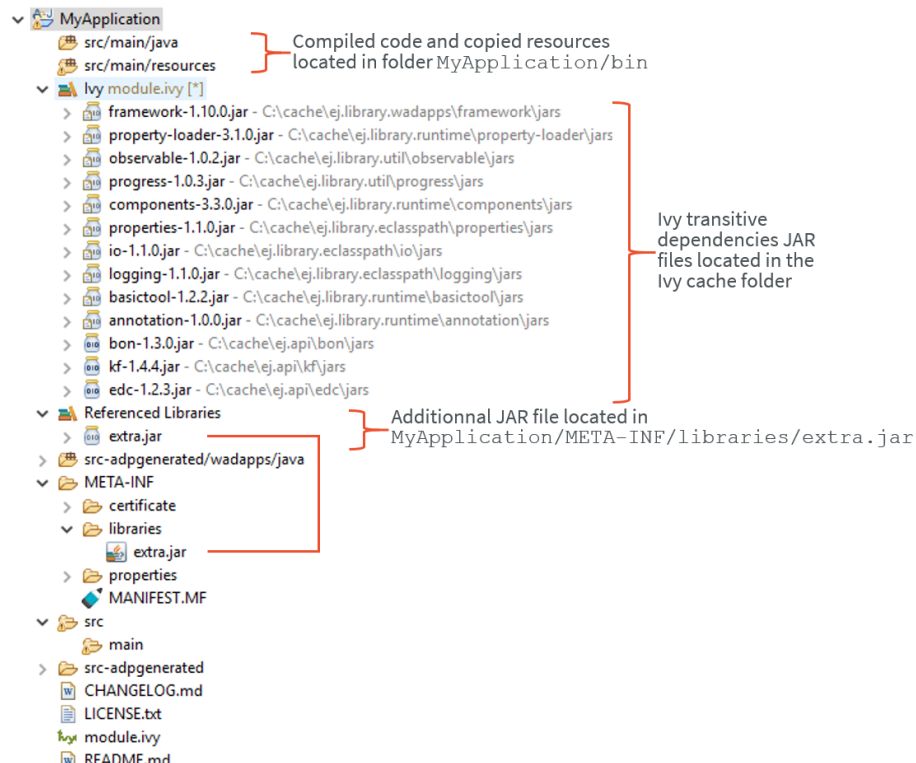 MyApplication
src/main/java
src/main/resources
Compiled code and copied resources
located in folder MyApplication/bin
Ivy module.ivy [*]
framework-1.10.0.jar - C:\cache\ej.library.wadapps\framework\jars
property-loader-3.1.0.jar - C:\cache\ej.library.runtime\property-loader\jars
observable-1.0.2.jar - C:\cache\ej.library.util\observable\jars
progress-1.0.3.jar - C:\cache\ej.library.util\progress\jars
components-3.3.0.jar - C:\cache\ej.library.runtime\components\jars
properties-1.1.0.jar - C:\cache\ej.library.eclasspath\properties\jars
io-1.1.0.jar - C:\cache\ej.library.eclasspath\io\jars
logging-1.1.0.jar - C:\cache\ej.library.eclasspath\logging\jars
basictool-1.2.2.jar - C:\cache\ej.library.runtime\basictool\jars
annotation-1.0.0.jar - C:\cache\ej.library.runtime\annotation\jars
bon-1.3.0.jar - C:\cache\ej.api\bon\jars
kf-1.4.4.jar - C:\cache\ej.api\kf\jars
edc-1.2.3.jar - C:\cache\ej.api\edc\jars
Ivy transitive
dependencies JAR
files located in the
Ivy cache folder
Referenced Libraries
extra.jar
Additionnal JAR file located in
MyApplication/META-INF/libraries/extra.jar
src-adpgenerated/wadapps/java
META-INF
certificate
libraries
extra.jar
properties
MANIFEST.MF
src
main
src-adpgenerated
CHANGELOG.md
LICENSE.txt
module.ivy
README.md